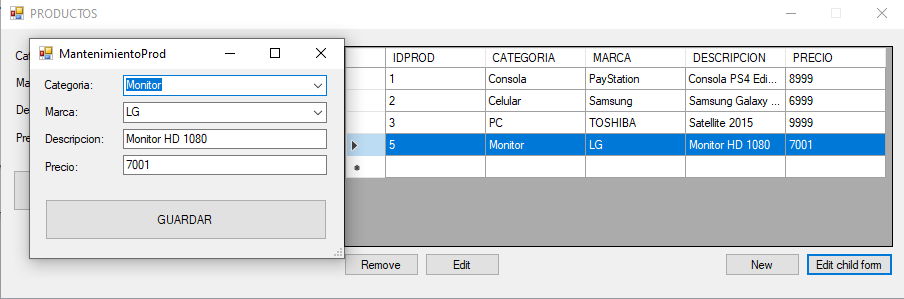 PRODUCTOS
Cat
Ma
De
Pre
MantenimientoProd
Categoria: Monitor
Marca: LG
Descripcion: Monitor HD 1080
Precio: 7001
GUARDAR
IDPROD CATEGORIA MARCA DESCRIPCION PRECIO
1 Consola PayStation Consola PS4 Edi... 8999
2 Celular Samsung Samsung Galaxy ... 6999
3 PC TOSHIBA Satellite 2015 9999
5 Monitor LG Monitor HD 1080 7001
Remove Edit New Edit child form